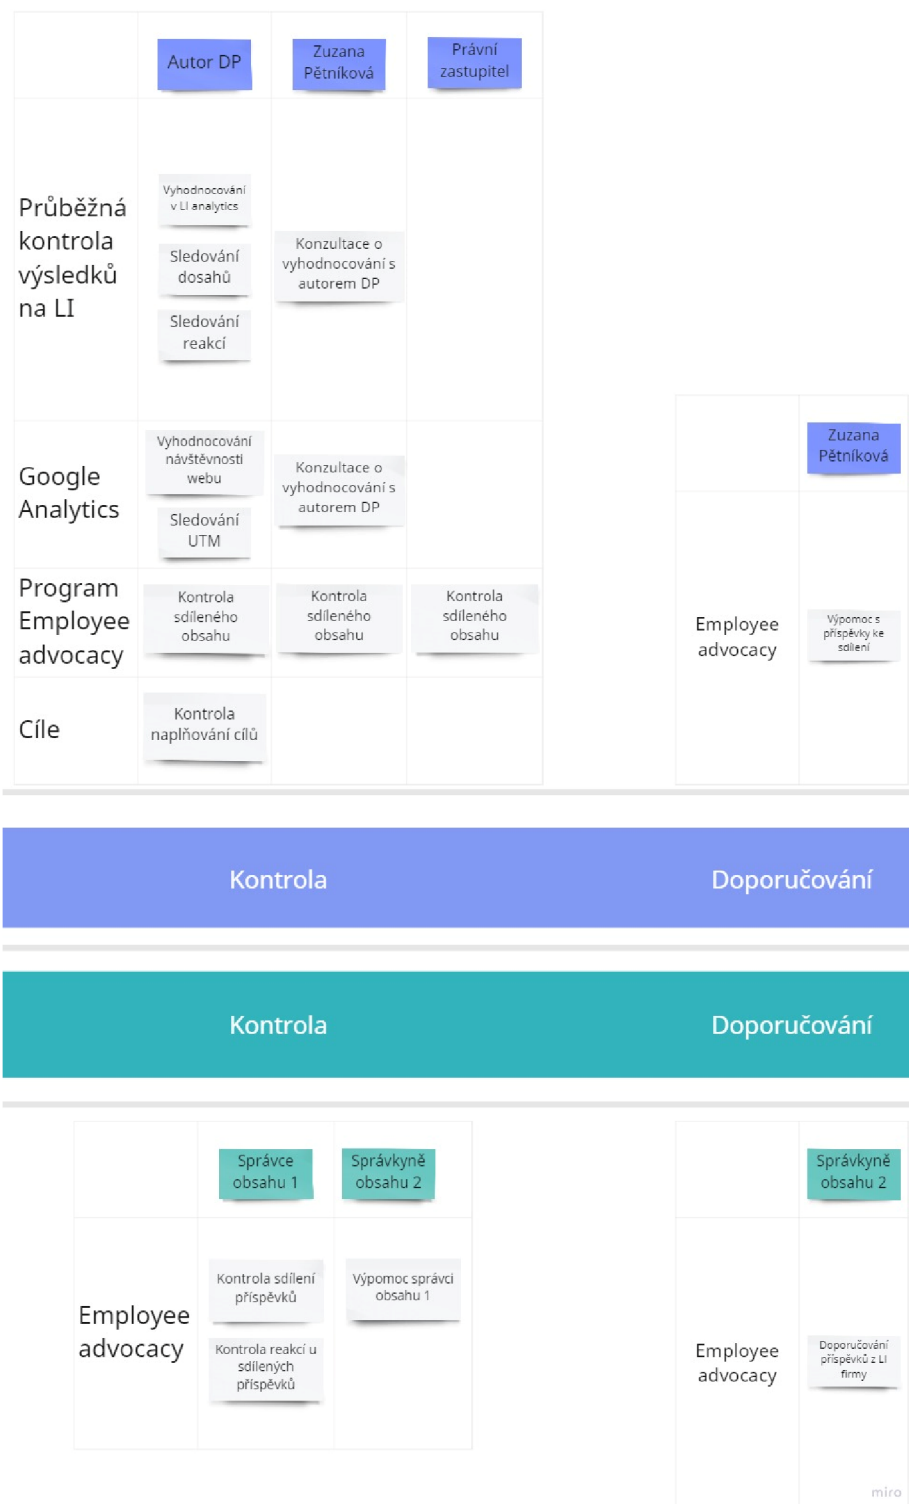 Autor DP
Zuzana
Pětníková
Právní
zastupitel
Průběžná
kontrola
výsledků
na LI
Vyhodnocování
v LI analytics
Sledování
dosahů
Sledování
reakcí
Konzultace o
vyhodnocování s
autorem DP
Google
Analytics
Vyhodnocování
návštěvnosti
webu
Sledování
UTM
Konzultace o
vyhodnocování s
autorem DP
Program
Employee
advocacy
Kontrola
sdíleného
obsahu
Kontrola
sdíleného
obsahu
Kontrola
sdíleného
obsahu
Cíle
Kontrola
naplňování cílů
Zuzana
Pětníková
Employee
advocacy
Výpomoc s
příspěvky ke
sdílení
Kontrola
Doporučování
Kontrola
Doporučování
Správce
obsahu 1
Správkyně
obsahu 2
Employee
advocacy
Kontrola sdílení
příspěvků
Kontrola reakcí u
sdílených
příspěvků
Výpomoc správci
obsahu 1
Správkyně
obsahu 2
Employee
advocacy
Doporučování
příspěvků z LI
firmy
miro